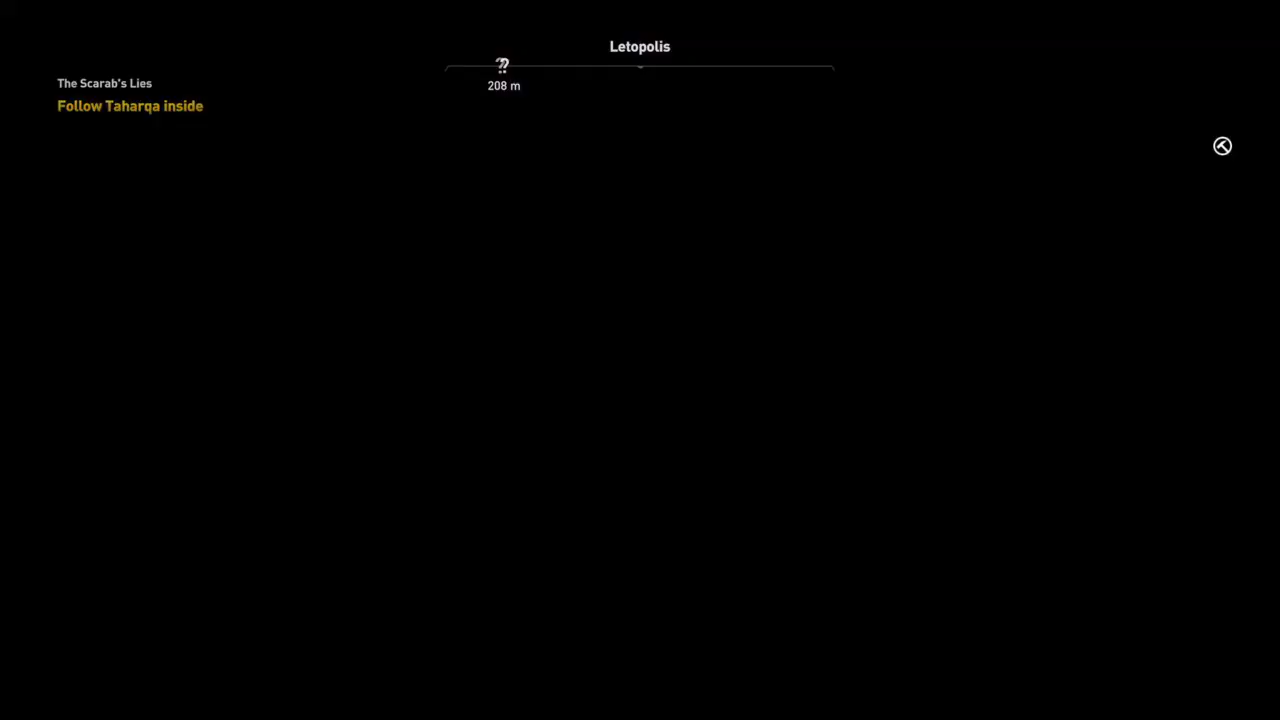 Letopolis
??
208 m
The Scarab's Lies
Follow Taharqa inside